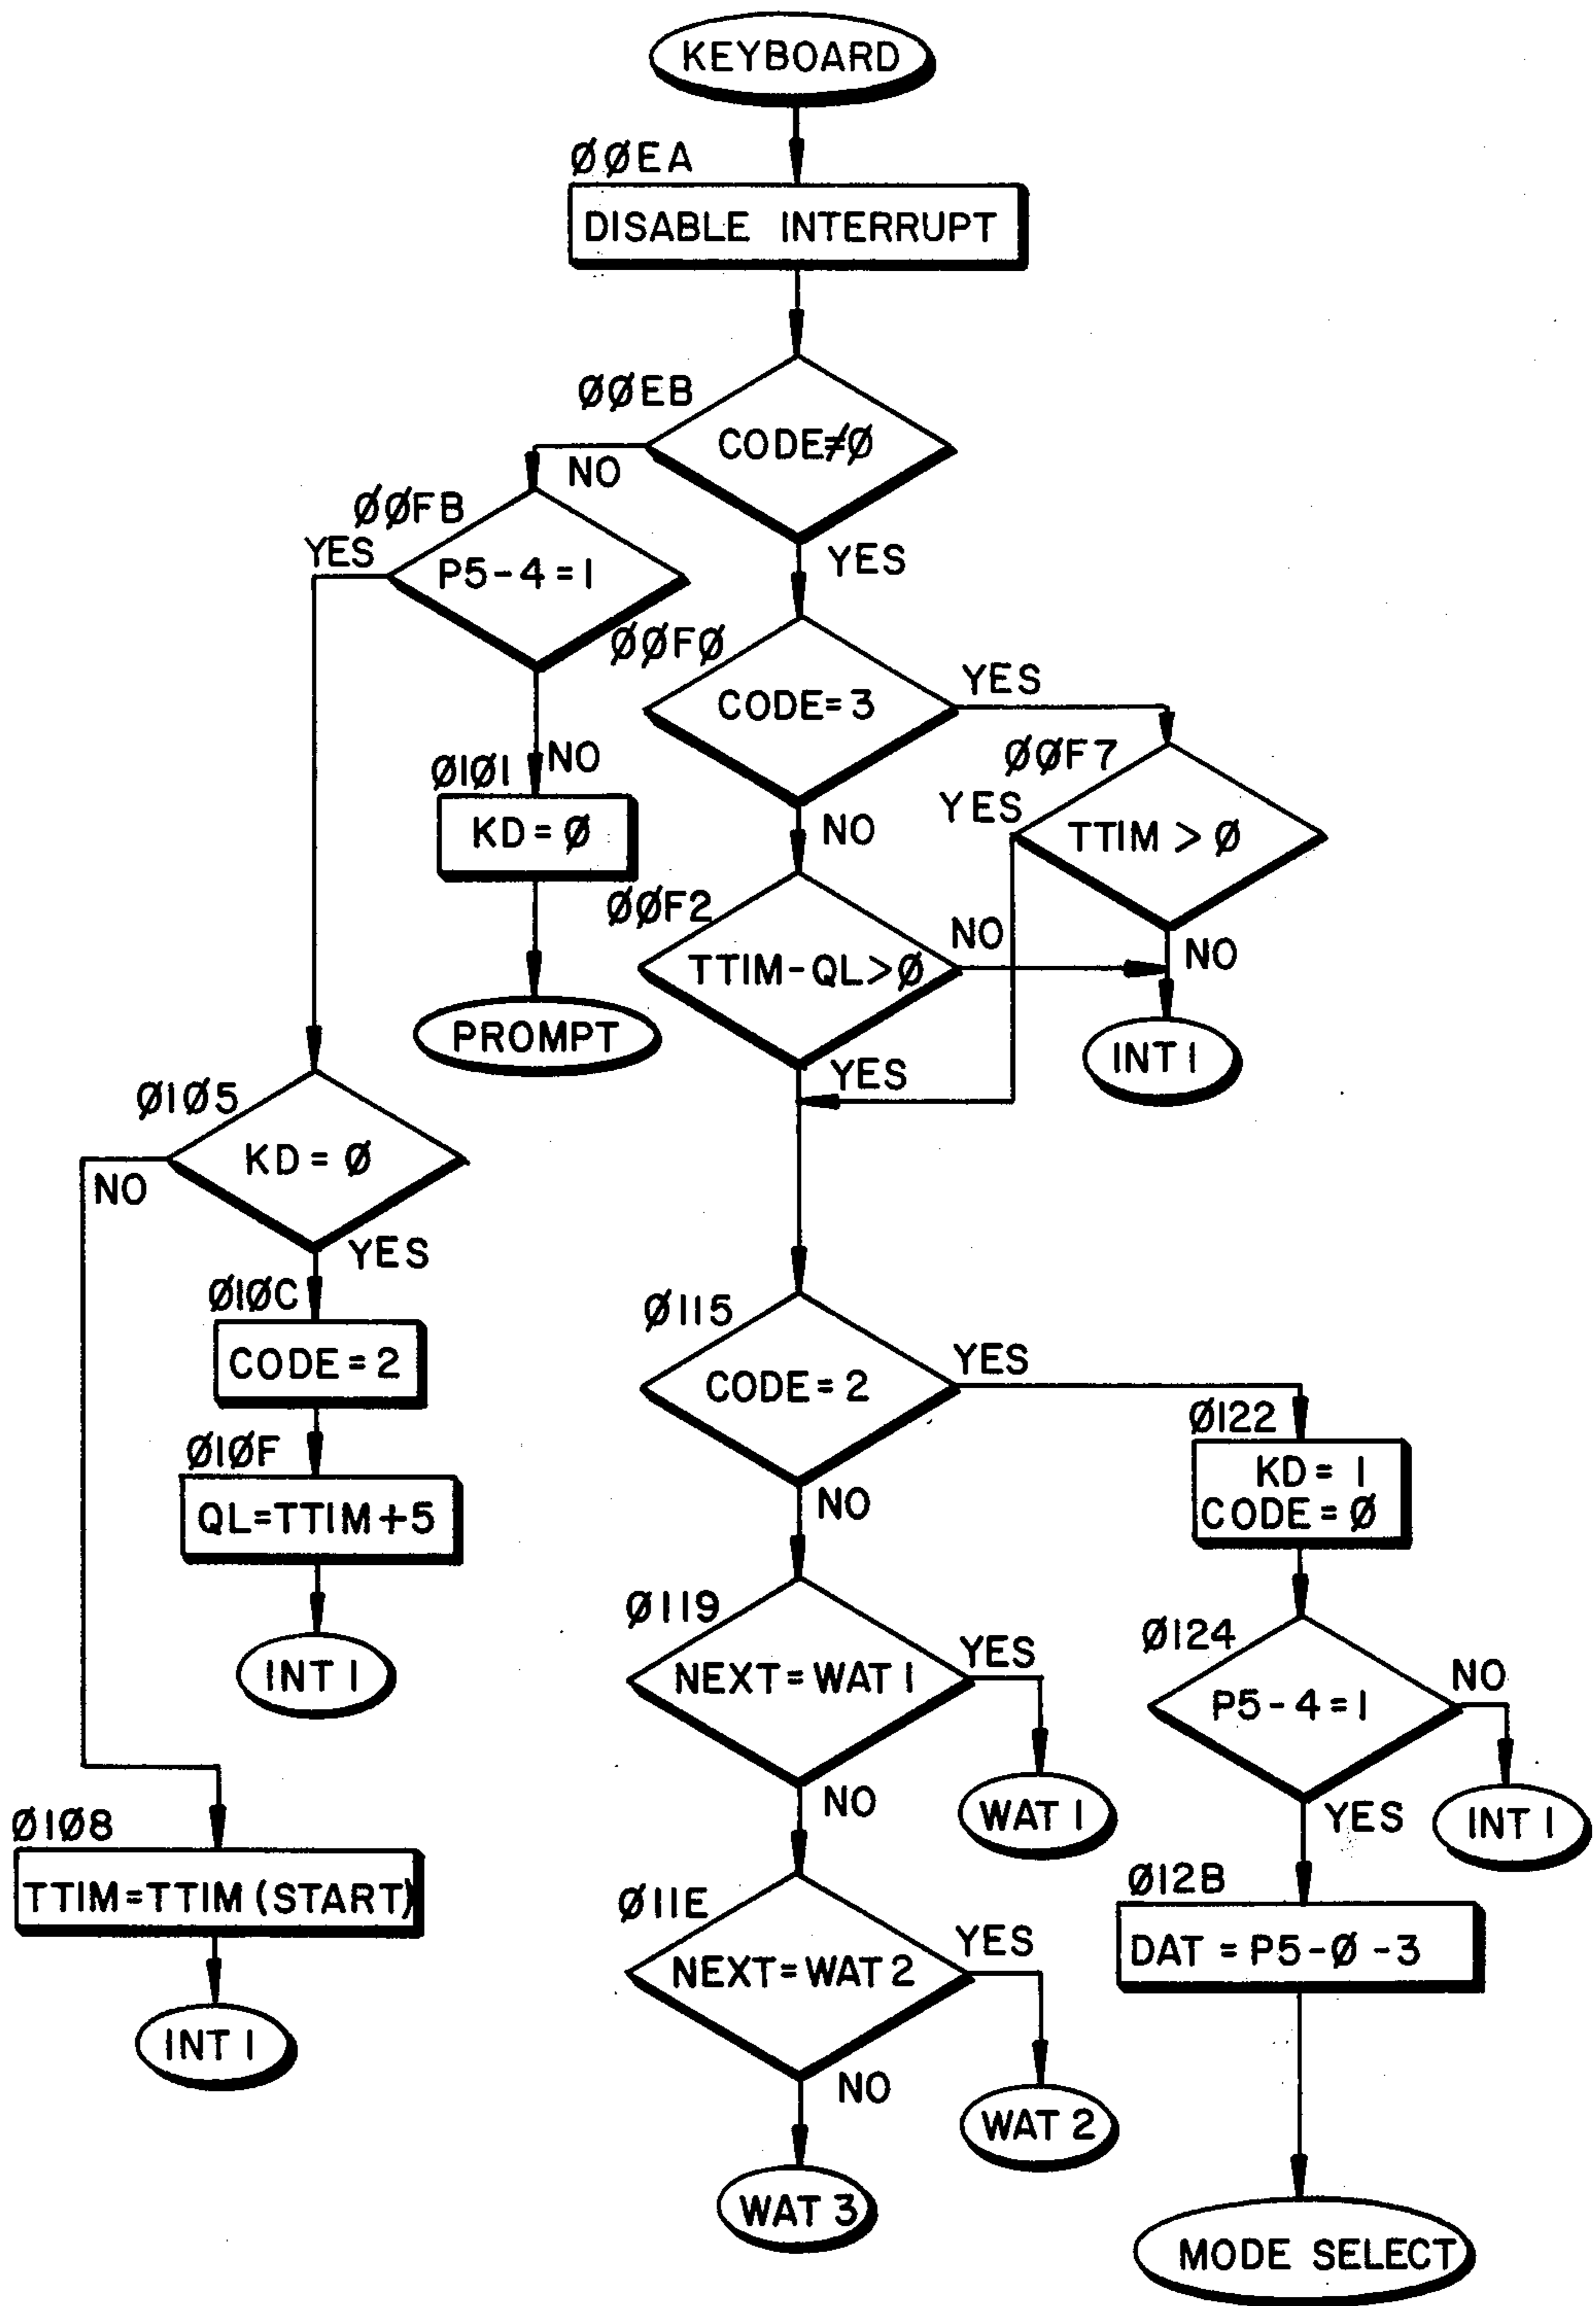 KEYBOARD
ØØEA
DISABLE INTERRUPT
ØØEB
CODE≠Ø
NO
YES
ØØFB
YES
P5-4=1
NO
ØØFØ
CODE=3
YES
NO
Ø1Ø1
KD=Ø
PROMPT
ØØF7
YES
TTIM>Ø
NO
ØØF2
TTIM-QL>Ø
NO
YES
INT 1
Ø1Ø5
KD=Ø
NO
YES
Ø1ØC
CODE=2
Ø1ØF
QL=TTIM+5
INT 1
Ø1Ø8
TTIM=TTIM (START)
INT 1
Ø115
CODE=2
YES
NO
Ø122
KD=1
CODE=Ø
Ø119
NEXT=WAT 1
YES
NO
WAT 1
Ø124
P5-4=1
NO
YES
INT 1
Ø11E
NEXT=WAT 2
YES
NO
WAT 2
WAT 3
Ø12B
DAT = P5-Ø-3
MODE SELECT